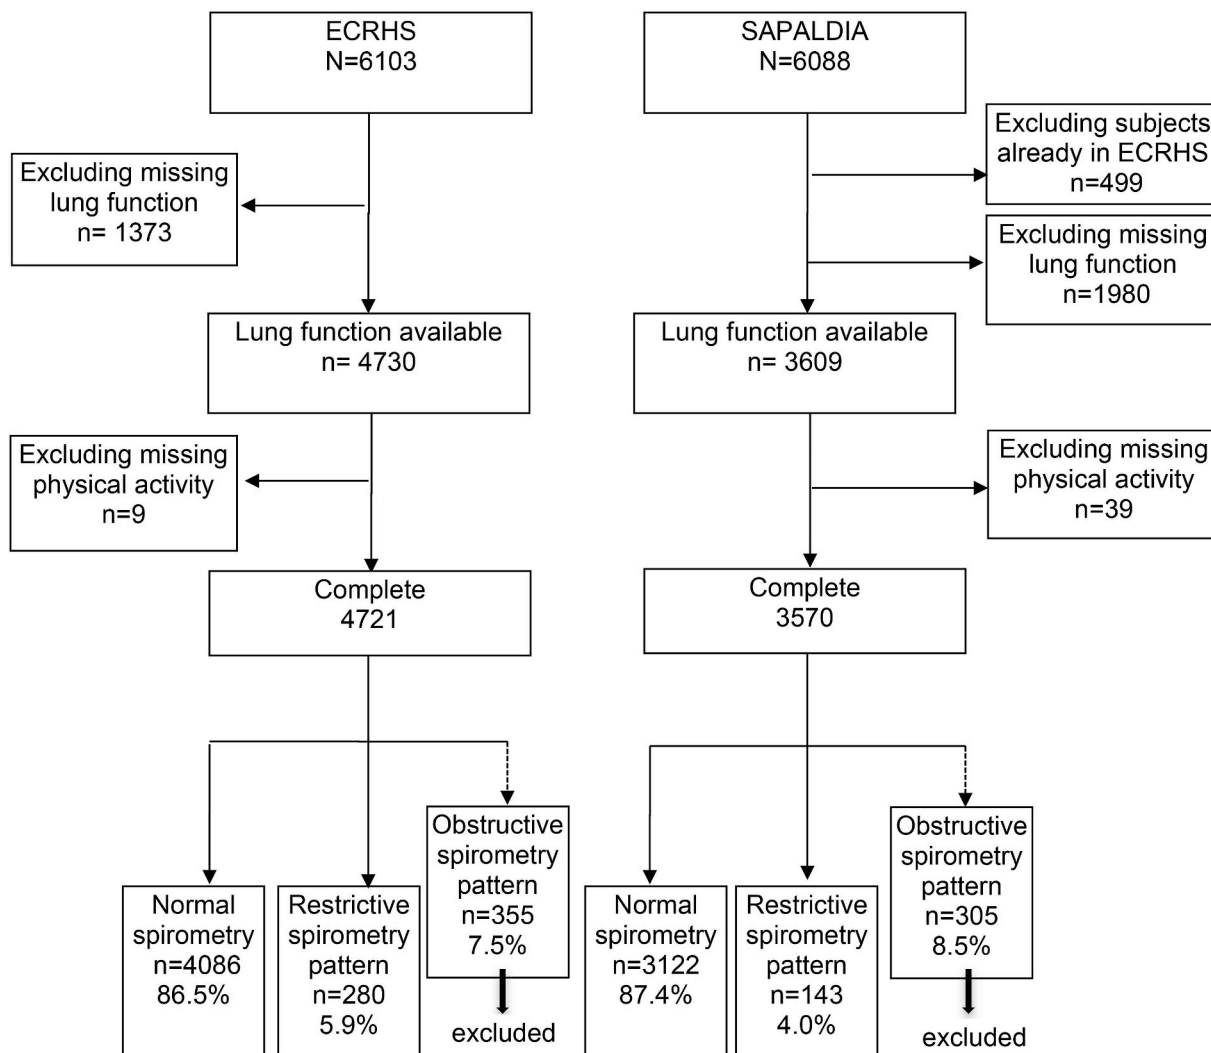 ECRHS
N=6103
Excluding missing
lung function
n= 1373
Lung function available
n= 4730
Excluding missing
physical activity
n=9
Complete
4721
Normal
spirometry
n=4086
86.5%
Restrictive
spirometry
pattern
n=280
5.9%
Obstructive
spirometry
pattern
n=355
7.5%
excluded
SAPALDIA
N=6088
Excluding subjects
already in ECRHS
n=499
Excluding missing
lung function
n=1980
Lung function available
n= 3609
Excluding missing
physical activity
n=39
Complete
3570
Normal
spirometry
n=3122
87.4%
Restrictive
spirometry
pattern
n=143
4.0%
Obstructive
spirometry
pattern
n=305
8.5%
excluded